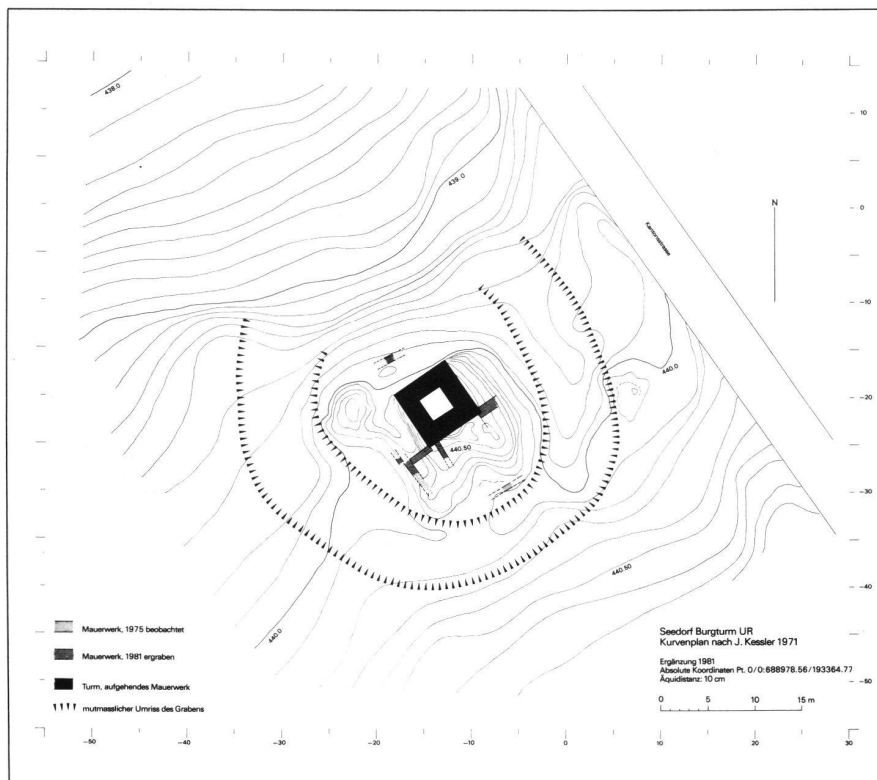 438.0
439.0
N
Kantonsstrasse
440.0
440.50
440.50
440.0
10
0
-10
-20
-30
-40
-50
Mauerwerk, 1975 beobachtet
Mauerwerk, 1981 ergraben
Turm, aufgehendes Mauerwerk
mutmasslicher Umriss des Grabens
Seedorf Burgturm UR
Kurvenplan nach J. Kessler 1971
Ergänzung 1981
Absolute Koordinaten Pt. 0/0:688978.56/193364.77
Äquidistanz: 10 cm
0 5 10 15 m
-50 -40 -30 -20 -10 0 10 20 30